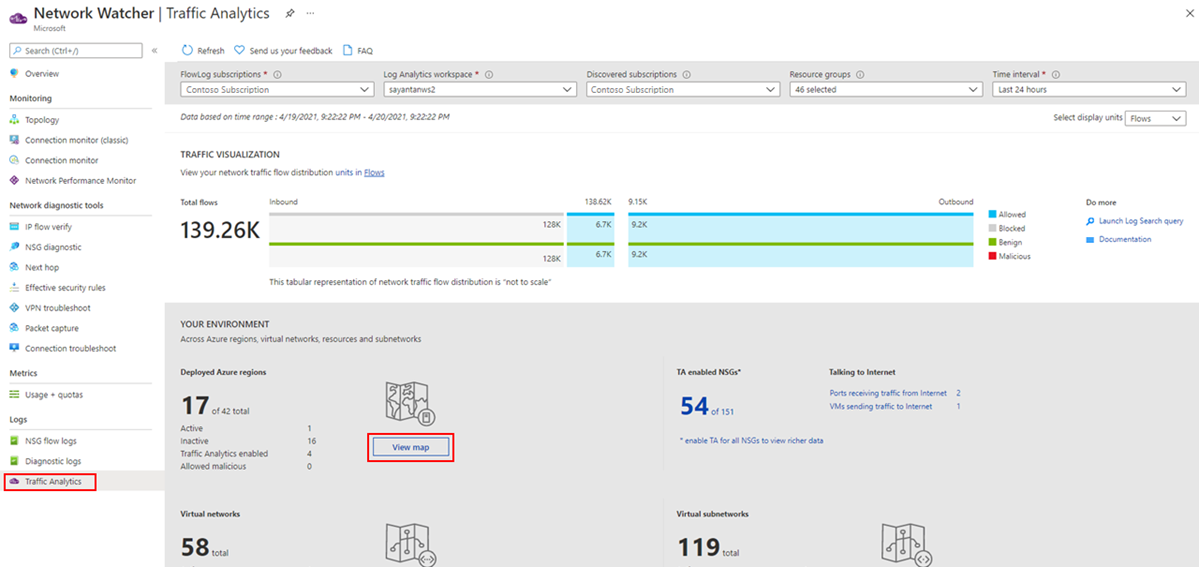 Network Watcher | Traffic Analytics
Microsoft
Search (Ctrl+/)
Overview
Monitoring
Topology
Connection monitor (classic)
Connection monitor
Network Performance Monitor
Network diagnostic tools
IP flow verify
NSG diagnostic
Next hop
Effective security rules
VPN troubleshoot
Packet capture
Connection troubleshoot
Metrics
Usage + quotas
Logs
NSG flow logs
Diagnostic logs
Traffic Analytics
Refresh Send us your feedback FAQ
FlowLog subscriptions * Log Analytics workspace * Discovered subscriptions Resource groups Time interval *
Contoso Subscription sayantanws2 Contoso Subscription 46 selected Last 24 hours
Data based on time range : 4/19/2021, 9:22:22 PM - 4/20/2021, 9:22:22 PM Select display units Flows
TRAFFIC VISUALIZATION
View your network traffic flow distribution units in Flows
Total flows Inbound 138.62K 9.15K Outbound Do more
139.26K
128K 6.7K 9.2K
128K 6.7K 9.2K
Allowed
Blocked
Benign
Malicious
Launch Log Search query
Documentation
This tabular representation of network traffic flow distribution is "not to scale"
YOUR ENVIRONMENT
Across Azure regions, virtual networks, resources and subnetworks
Deployed Azure regions
17 of 42 total
Active 1
Inactive 16
Traffic Analytics enabled 4
Allowed malicious 0
View map
TA enabled NSGs*
54 of 151
* enable TA for all NSGs to view richer data
Talking to Internet
Ports receiving traffic from Internet 2
VMs sending traffic to Internet 1
Virtual networks
58 total
Virtual subnetworks
119 total